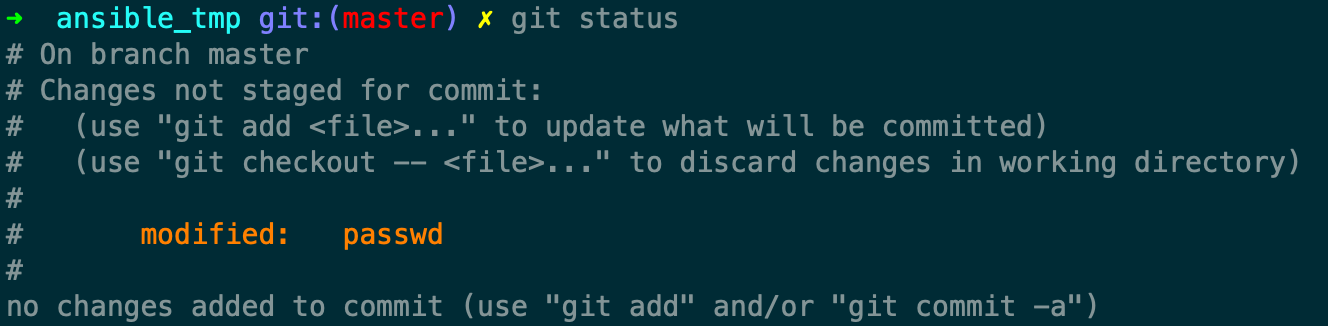 ➜  ansible_tmp git:(master) ✗ git status
# On branch master
# Changes not staged for commit:
#   (use "git add <file>..." to update what will be committed)
#   (use "git checkout -- <file>..." to discard changes in working directory)
#
#       modified:   passwd
#
no changes added to commit (use "git add" and/or "git commit -a")